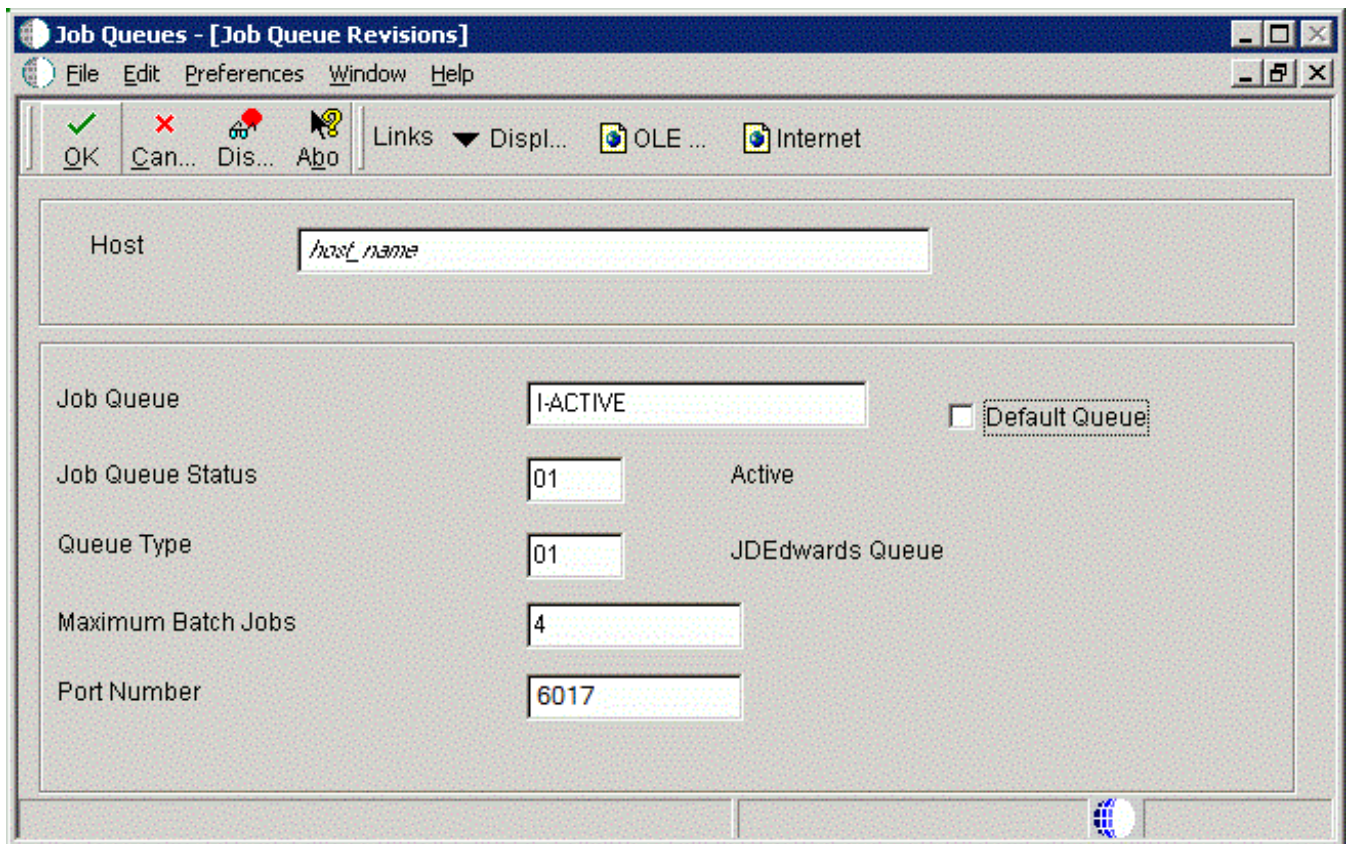 Job Queues - [Job Queue Revisions]
File Edit Preferences Window Help
OK Can... Dis... Abo Links Displ... OLE ... Internet
Host host_name
Job Queue I-ACTIVE Default Queue
Job Queue Status 01 Active
Queue Type 01 JDEdwards Queue
Maximum Batch Jobs 4
Port Number 6017